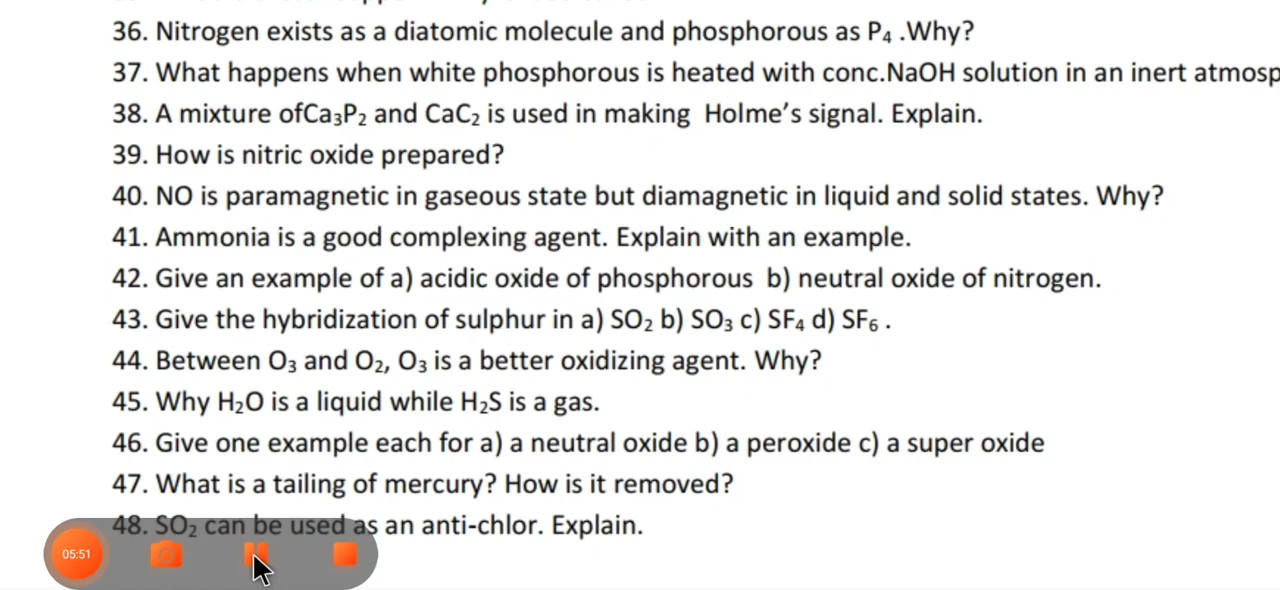 36. Nitrogen exists as a diatomic molecule and phosphorous as P₄ .Why?
37. What happens when white phosphorous is heated with conc.NaOH solution in an inert atmosp
38. A mixture ofCa₃P₂ and CaC₂ is used in making  Holme’s signal. Explain.
39. How is nitric oxide prepared?
40. NO is paramagnetic in gaseous state but diamagnetic in liquid and solid states. Why?
41. Ammonia is a good complexing agent. Explain with an example.
42. Give an example of a) acidic oxide of phosphorous  b) neutral oxide of nitrogen.
43. Give the hybridization of sulphur in a) SO₂ b) SO₃ c) SF₄ d) SF₆ .
44. Between O₃ and O₂, O₃ is a better oxidizing agent. Why?
45. Why H₂O is a liquid while H₂S is a gas.
46. Give one example each for a) a neutral oxide b) a peroxide c) a super oxide
47. What is a tailing of mercury? How is it removed?
48. SO₂ can be used as an anti-chlor. Explain.
05:51